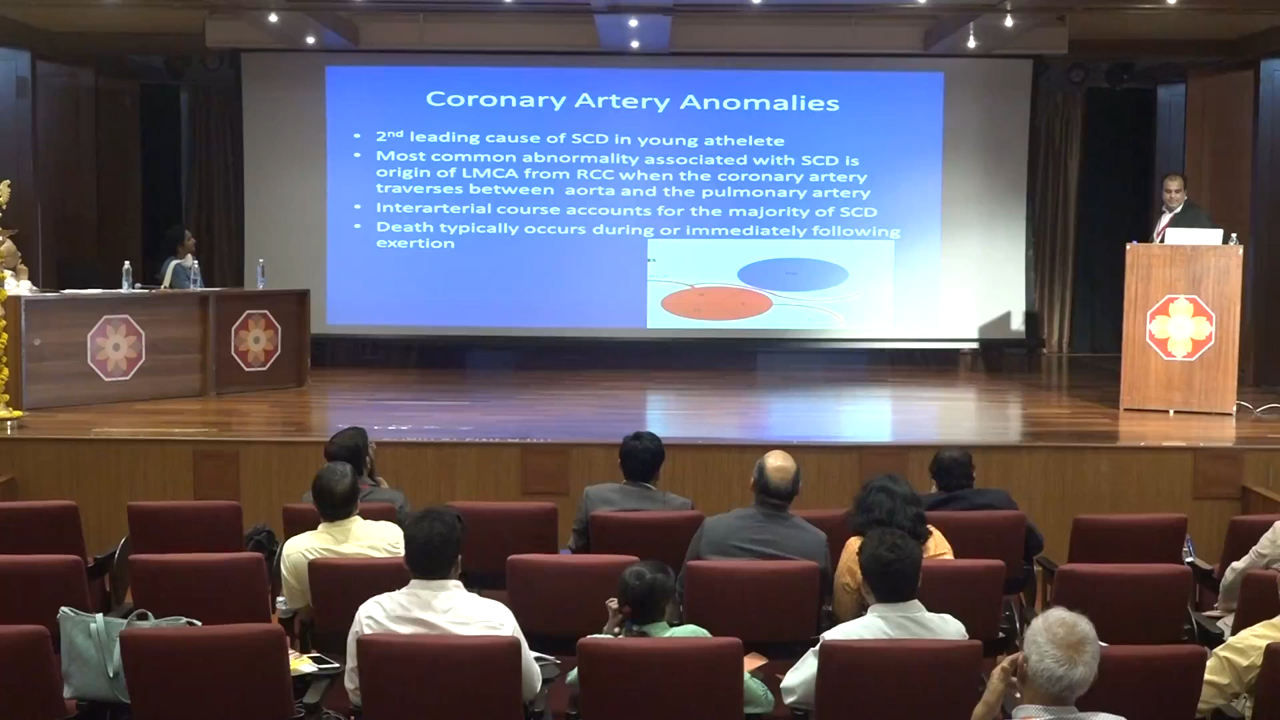 Coronary Artery Anomalies
• 2nd leading cause of SCD in young athelete
• Most common abnormality associated with SCD is
origin of LMCA from RCC when the coronary artery
traverses between aorta and the pulmonary artery
• Interarterial course accounts for the majority of SCD
• Death typically occurs during or immediately following
exertion